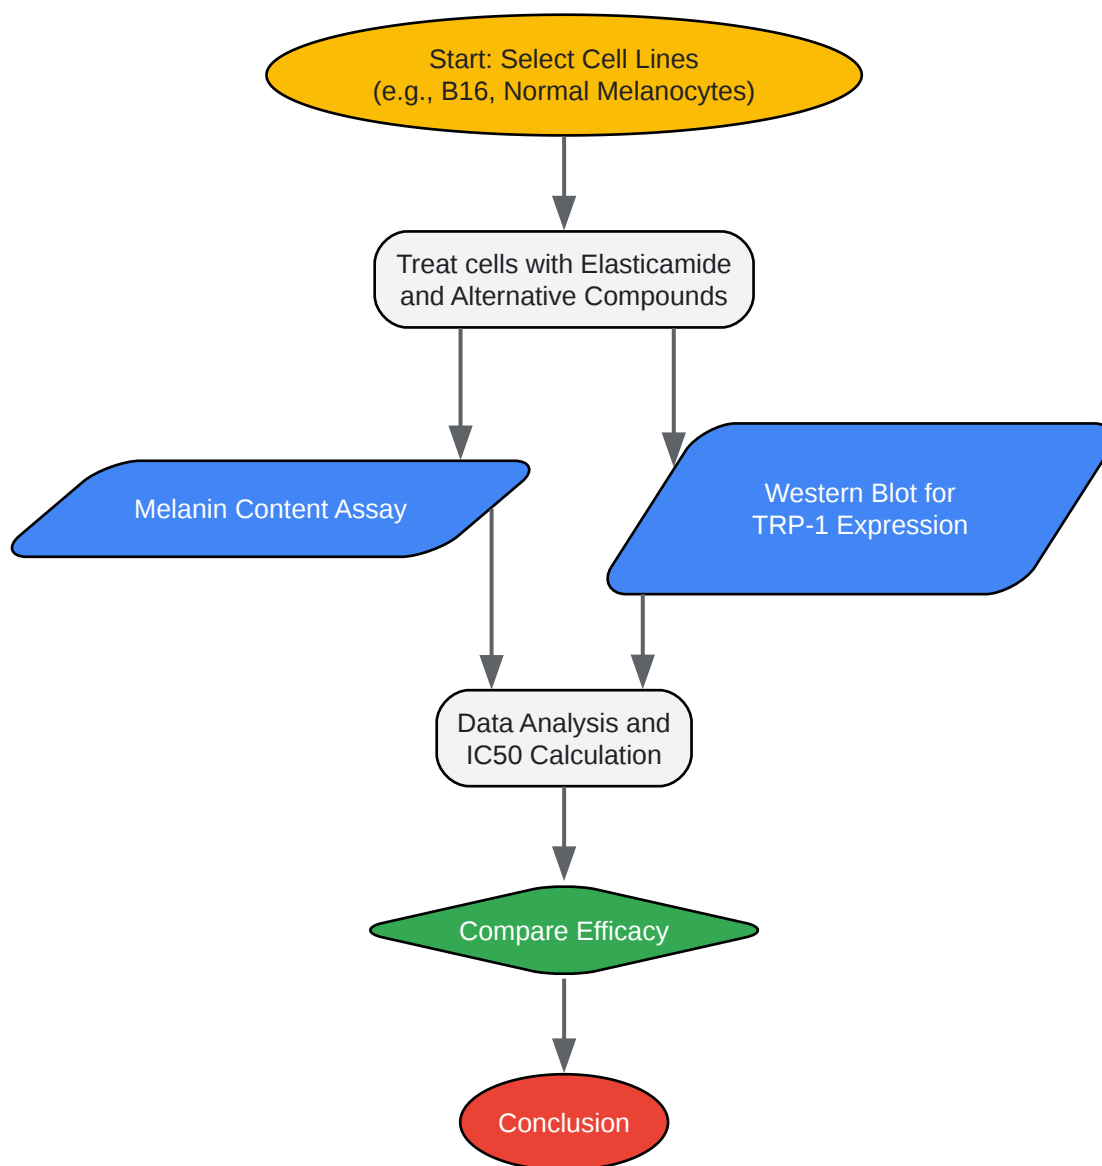 Start: Select Cell Lines
(e.g., B16, Normal Melanocytes)
Treat cells with Elasticamide
and Alternative Compounds
Melanin Content Assay
Western Blot for
TRP-1 Expression
Data Analysis and
IC50 Calculation
Compare Efficacy
Conclusion